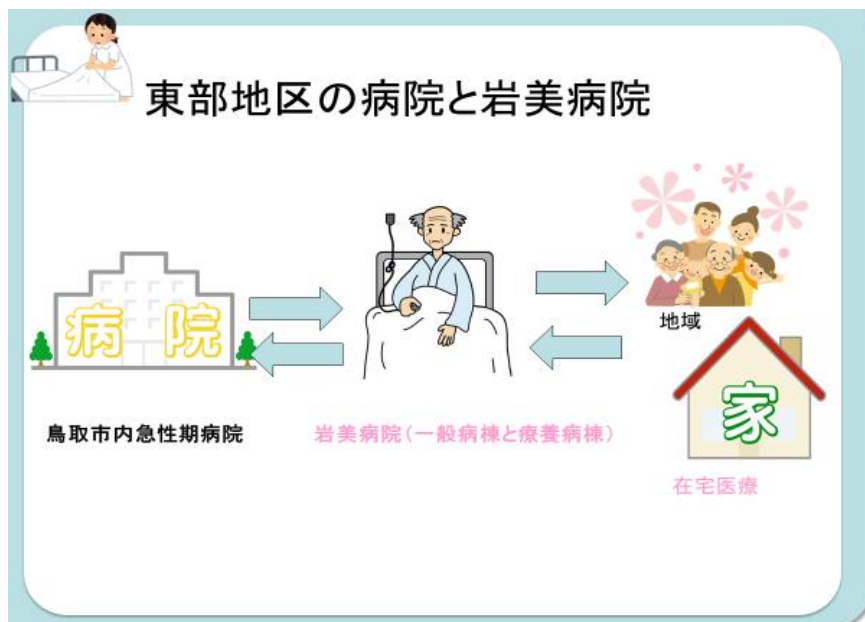 東部地区の病院と岩美病院
病院
地域
家
鳥取市内急性期病院
岩美病院（一般病棟と療養病棟）
在宅医療